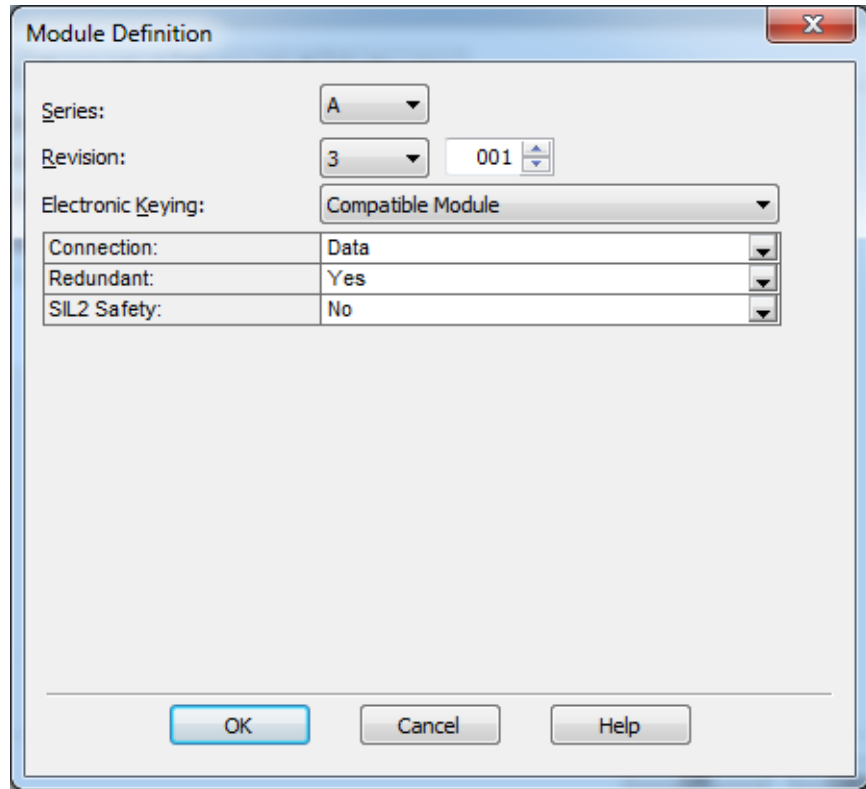 Module Definition
X
Series: A
Revision: 3 001
Electronic Keying: Compatible Module
Connection: Data
Redundant: Yes
SIL2 Safety: No
OK Cancel Help